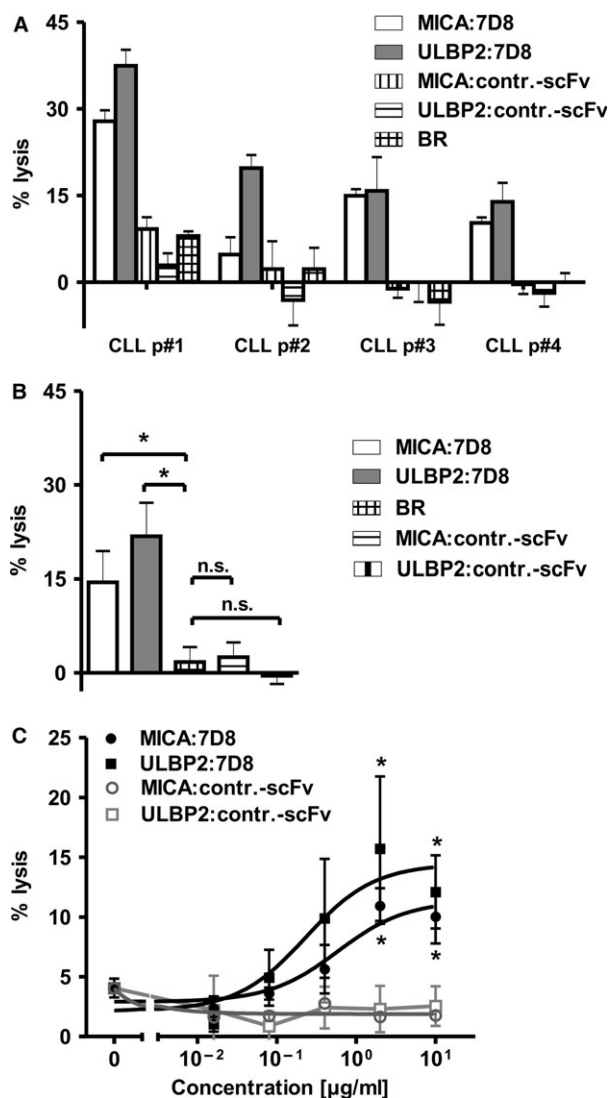 A
45
30
15
0
% lysis
MICA:7D8
ULBP2:7D8
MICA:contr.-scFv
ULBP2:contr.-scFv
BR
CLL p#1 CLL p#2 CLL p#3 CLL p#4
B
45
30
15
0
% lysis
*
*
n.s.
n.s.
MICA:7D8
ULBP2:7D8
BR
MICA:contr.-scFv
ULBP2:contr.-scFv
C
25
20
15
10
5
0
% lysis
MICA:7D8
ULBP2:7D8
MICA:contr.-scFv
ULBP2:contr.-scFv
*
*
*
*
0 10⁻² 10⁻¹ 10⁰ 10¹
Concentration [µg/ml]